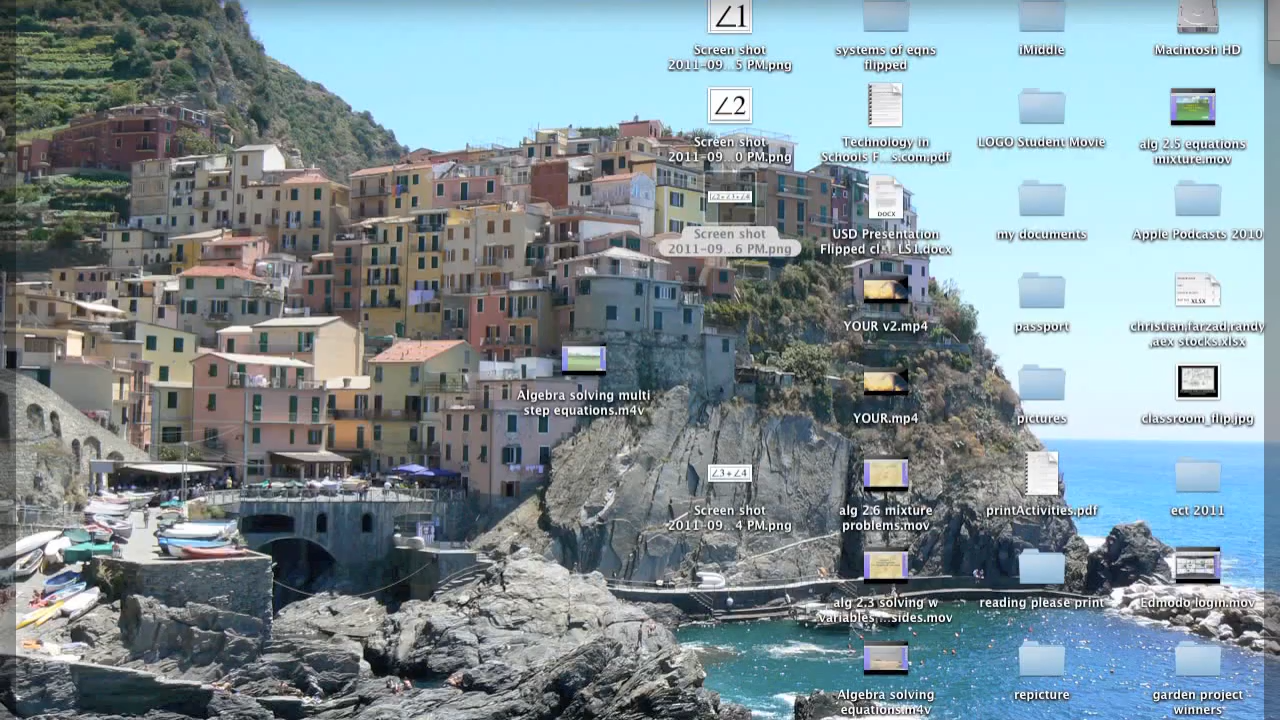 ∠1
Screen shot
2011-09...5 PM.png
systems of eqns
flipped
iMiddle
Macintosh HD
∠2
Screen shot
2011-09...0 PM.png
Technology in
Schools F...s.com.pdf
LOGO Student Movie
alg 2.5 equations
mixture.mov
Screen shot
2011-09...6 PM.png
DOCX
USD Presentation
Flipped cl..._LS1.docx
my documents
Apple Podcasts 2010
YOUR v2.mp4
passport
XLSX
christian,farzad,randy
,aex stocks.xlsx
Algebra solving multi
step equations.m4v
YOUR.mp4
pictures
classroom_flip.jpg
∠3+∠4
Screen shot
2011-09...4 PM.png
alg 2.6 mixture
problems.mov
printActivities.pdf
ect 2011
alg 2.3 solving w
variables ...sides.mov
reading please print
Edmodo login.mov
Algebra solving
equations.m4v
repicture
garden project
winners